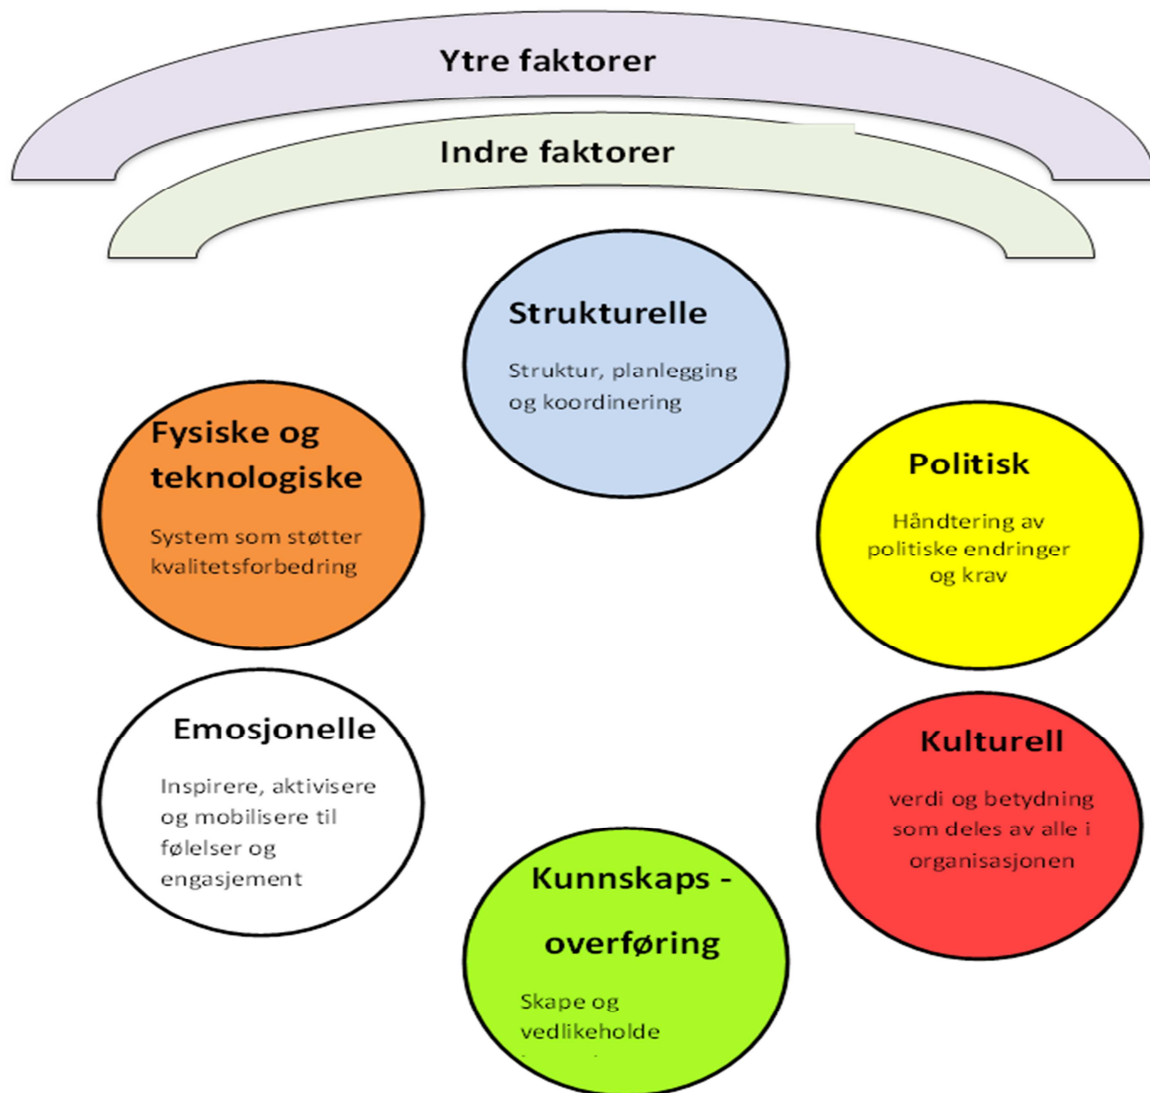 Ytre faktorer
Indre faktorer
Strukturelle
Struktur, planlegging
og koordinering
Fysiske og
teknologiske
System som støtter
kvalitetsforbedring
Politisk
Håndtering av
politiske endringer
og krav
Emosjonelle
Inspirere, aktivisere
og mobilisere til
følelser og
engasjement
Kulturell
verdi og betydning
som deles av alle i
organisasjonen
Kunnskaps -
overføring
Skape og
vedlikeholde